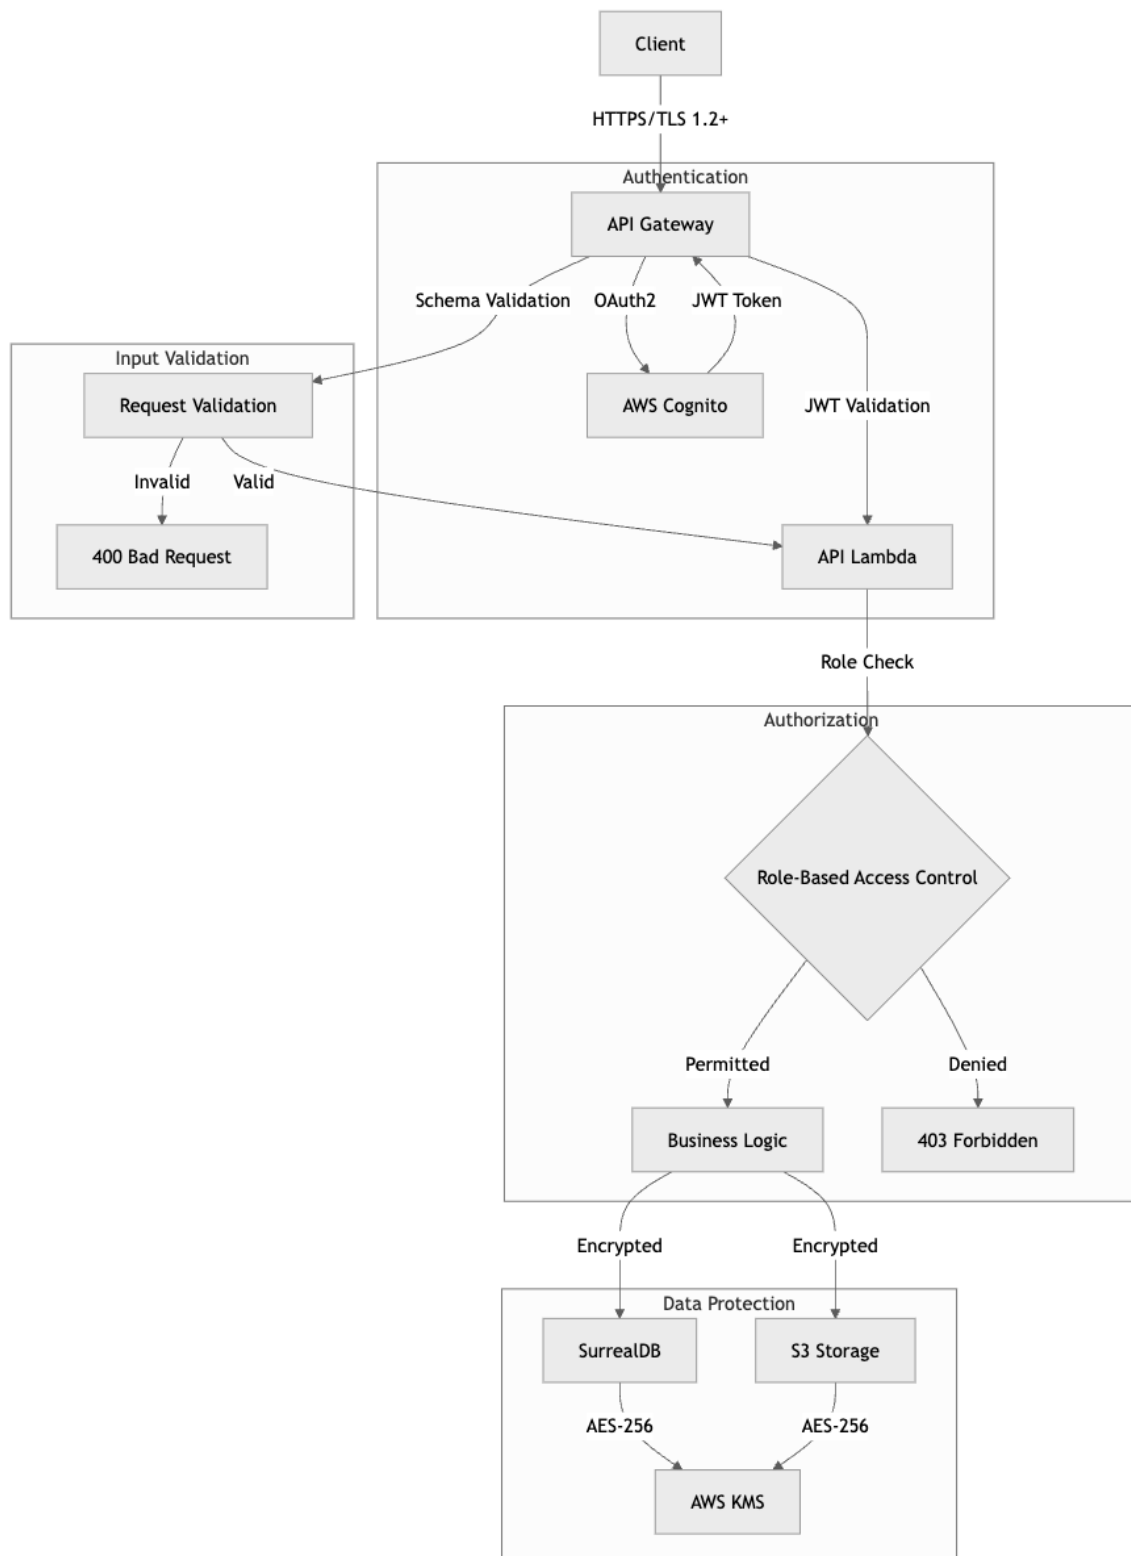 Client
HTTPS/TLS 1.2+
Authentication
API Gateway
Schema Validation
OAuth2
JWT Token
Input Validation
Request Validation
AWS Cognito
JWT Validation
Invalid
Valid
400 Bad Request
API Lambda
Role Check
Authorization
Role-Based Access Control
Permitted
Denied
Business Logic
403 Forbidden
Encrypted
Encrypted
Data Protection
SurrealDB
S3 Storage
AES-256
AES-256
AWS KMS